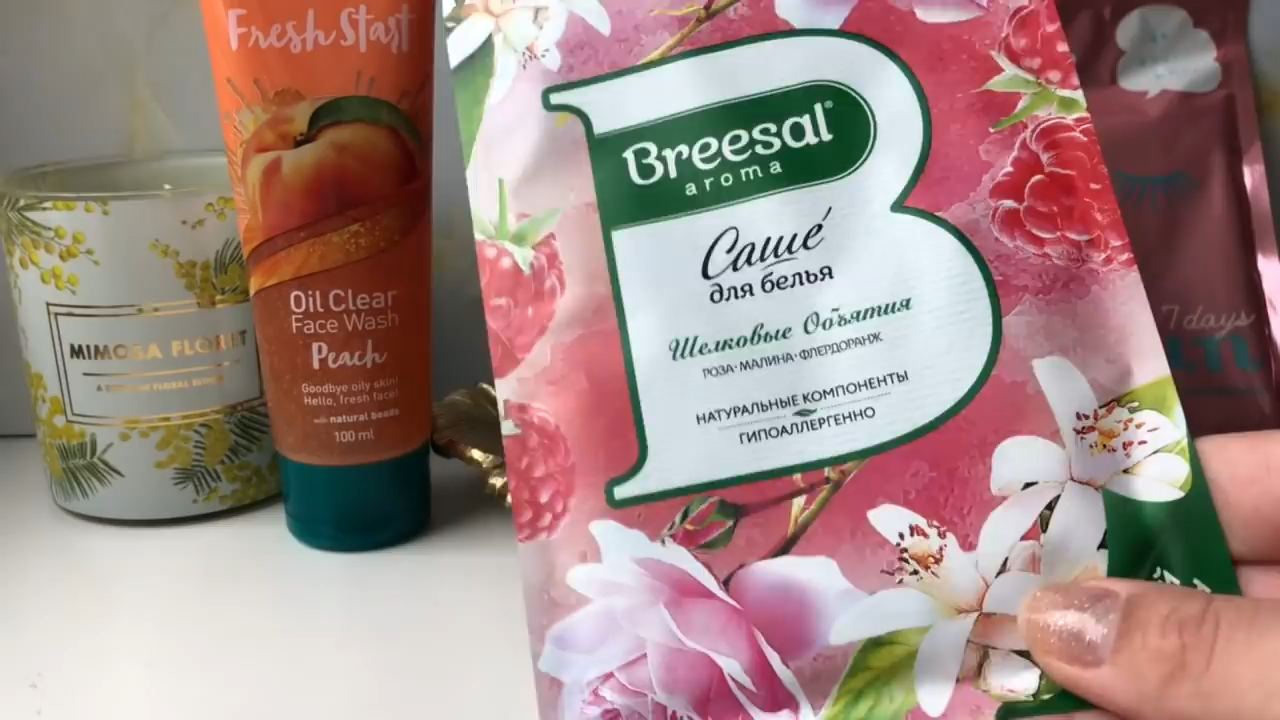 Fresh Start
Oil Clear
Face Wash
Peach
Goodbye oily skin!
Hello, fresh face!
with natural beads
100 ml
MIMOSA FLORET
Breesal®
aroma
Саше́
для белья
Шелковые Объятия
РОЗА•МАЛИНА•ФЛЕРДОРАНЖ
НАТУРАЛЬНЫЕ КОМПОНЕНТЫ
ГИПОАЛЛЕРГЕННО
7 days